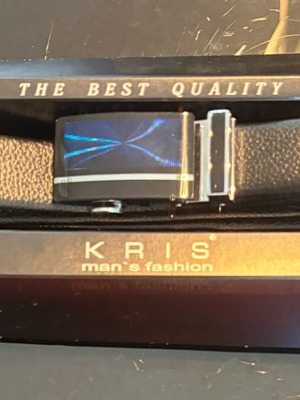 THE BEST QUALITY
KRIS®
man`s fashion